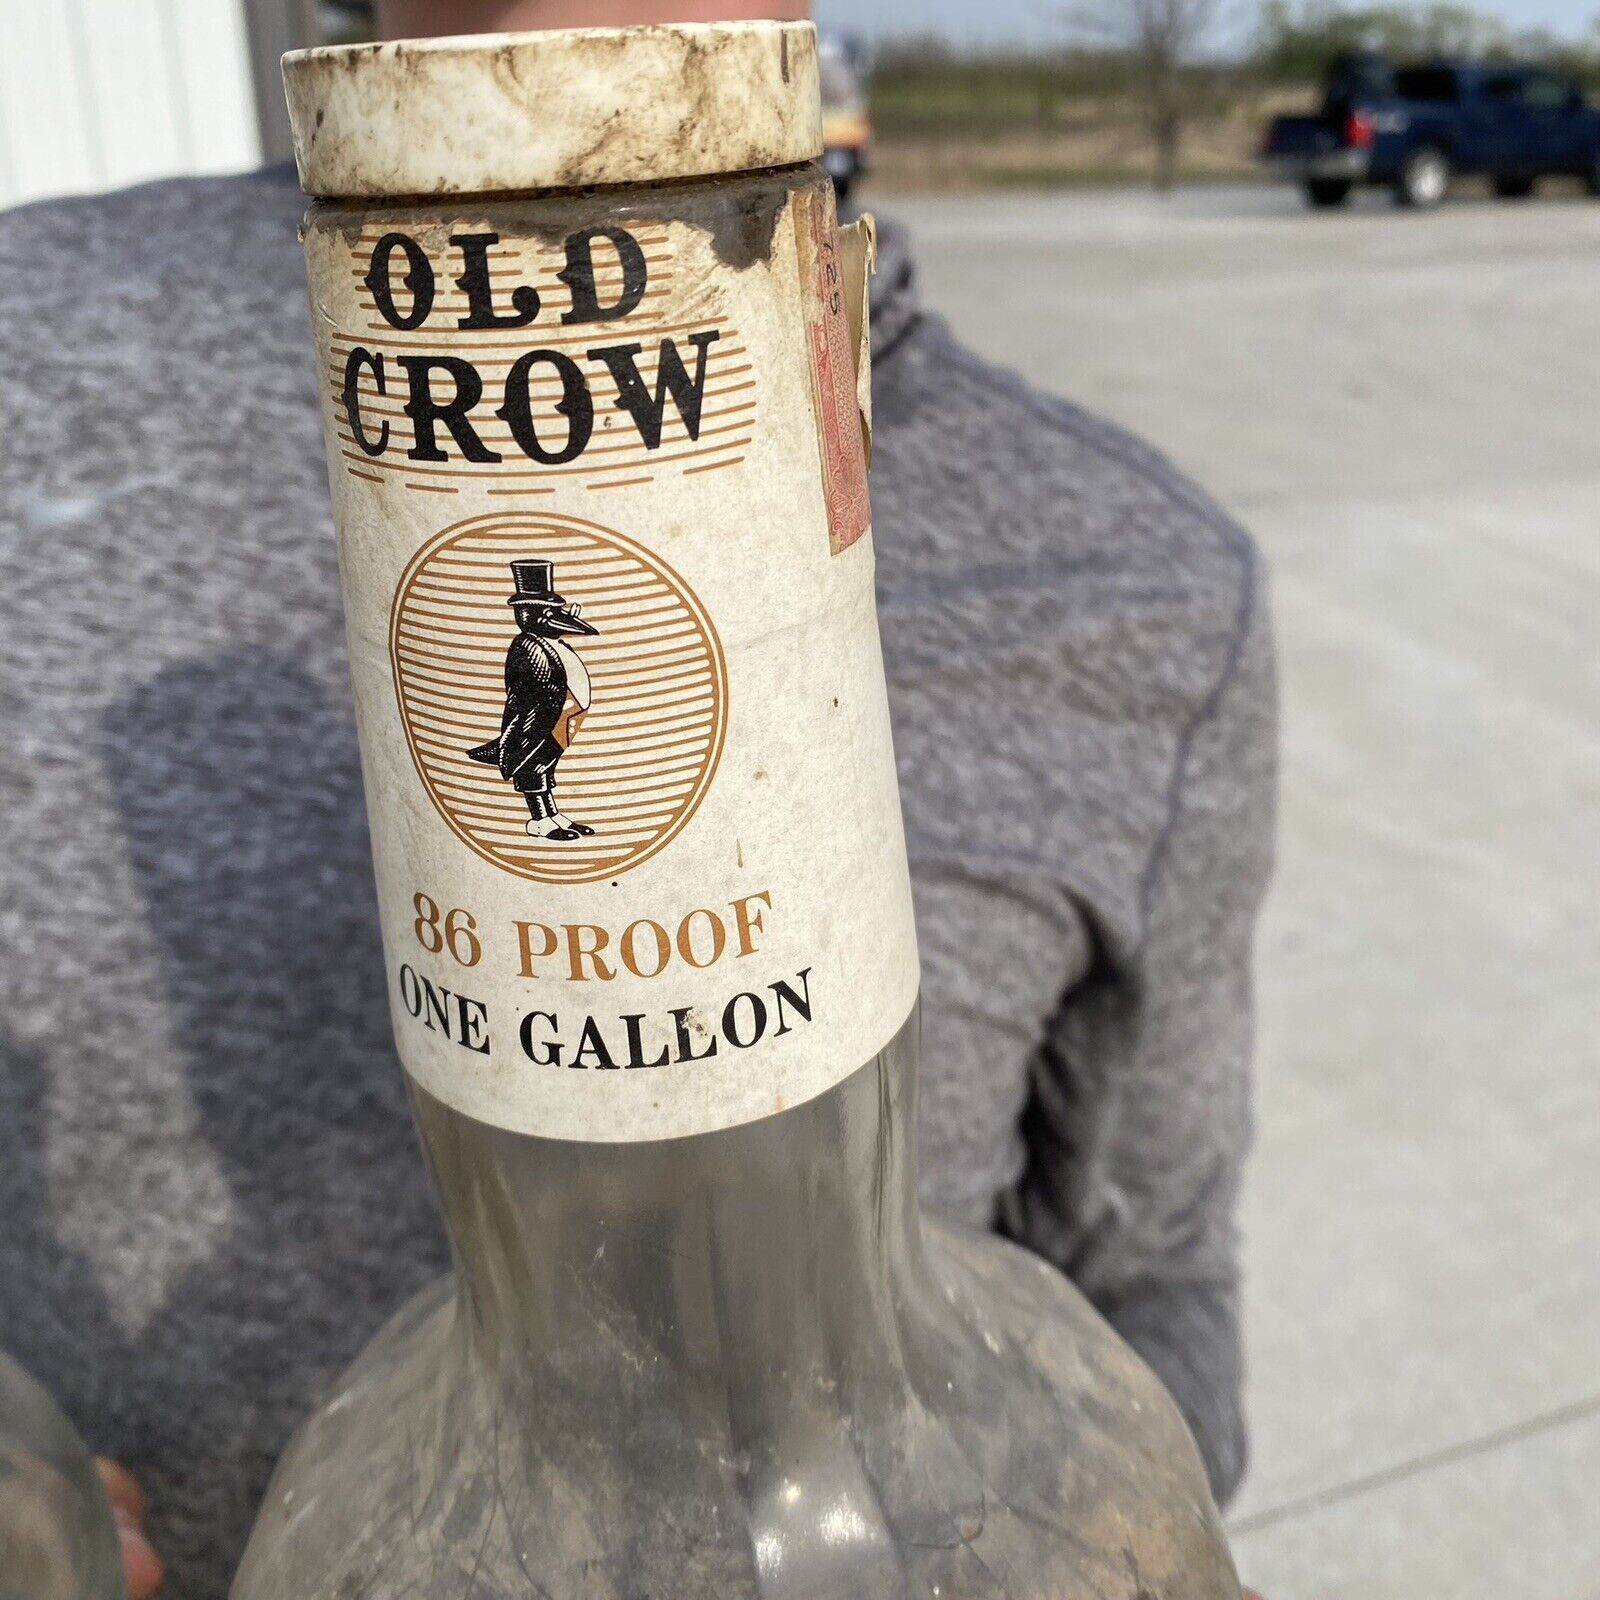 OLD
CROW
86 PROOF
ONE GALLON